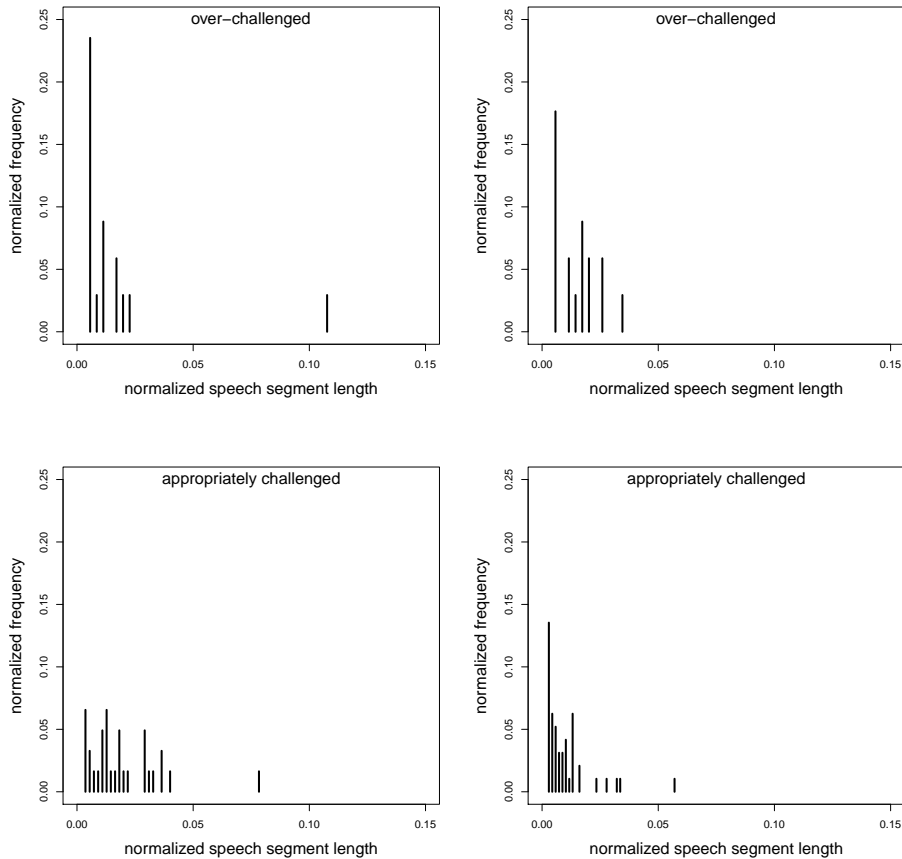 over−challenged
normalized frequency
0.00 0.05 0.10 0.15 0.20 0.25
0.00 0.05 0.10 0.15
normalized speech segment length
over−challenged
normalized frequency
0.00 0.05 0.10 0.15 0.20 0.25
0.00 0.05 0.10 0.15
normalized speech segment length
appropriately challenged
normalized frequency
0.00 0.05 0.10 0.15 0.20 0.25
0.00 0.05 0.10 0.15
normalized speech segment length
appropriately challenged
normalized frequency
0.00 0.05 0.10 0.15 0.20 0.25
0.00 0.05 0.10 0.15
normalized speech segment length